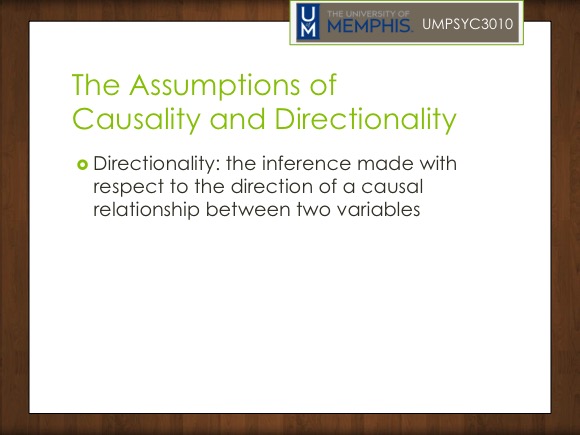 UM
THE UNIVERSITY OF
MEMPHIS.
UMPSYC3010
The Assumptions of
Causality and Directionality
Directionality: the inference made with
respect to the direction of a causal
relationship between two variables